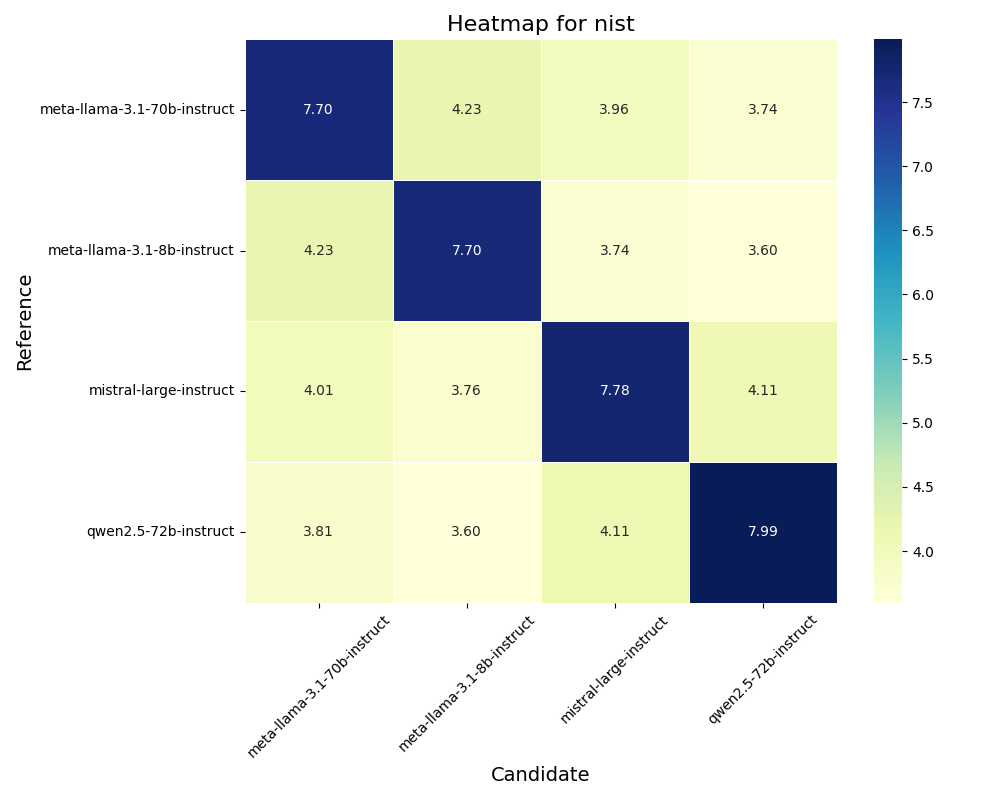 Heatmap for nist
Reference
meta-llama-3.1-70b-instruct
7.70 4.23 3.96 3.74
meta-llama-3.1-8b-instruct
4.23 7.70 3.74 3.60
mistral-large-instruct
4.01 3.76 7.78 4.11
qwen2.5-72b-instruct
3.81 3.60 4.11 7.99
meta-llama-3.1-70b-instruct
meta-llama-3.1-8b-instruct
mistral-large-instruct
qwen2.5-72b-instruct
Candidate
7.5
7.0
6.5
6.0
5.5
5.0
4.5
4.0